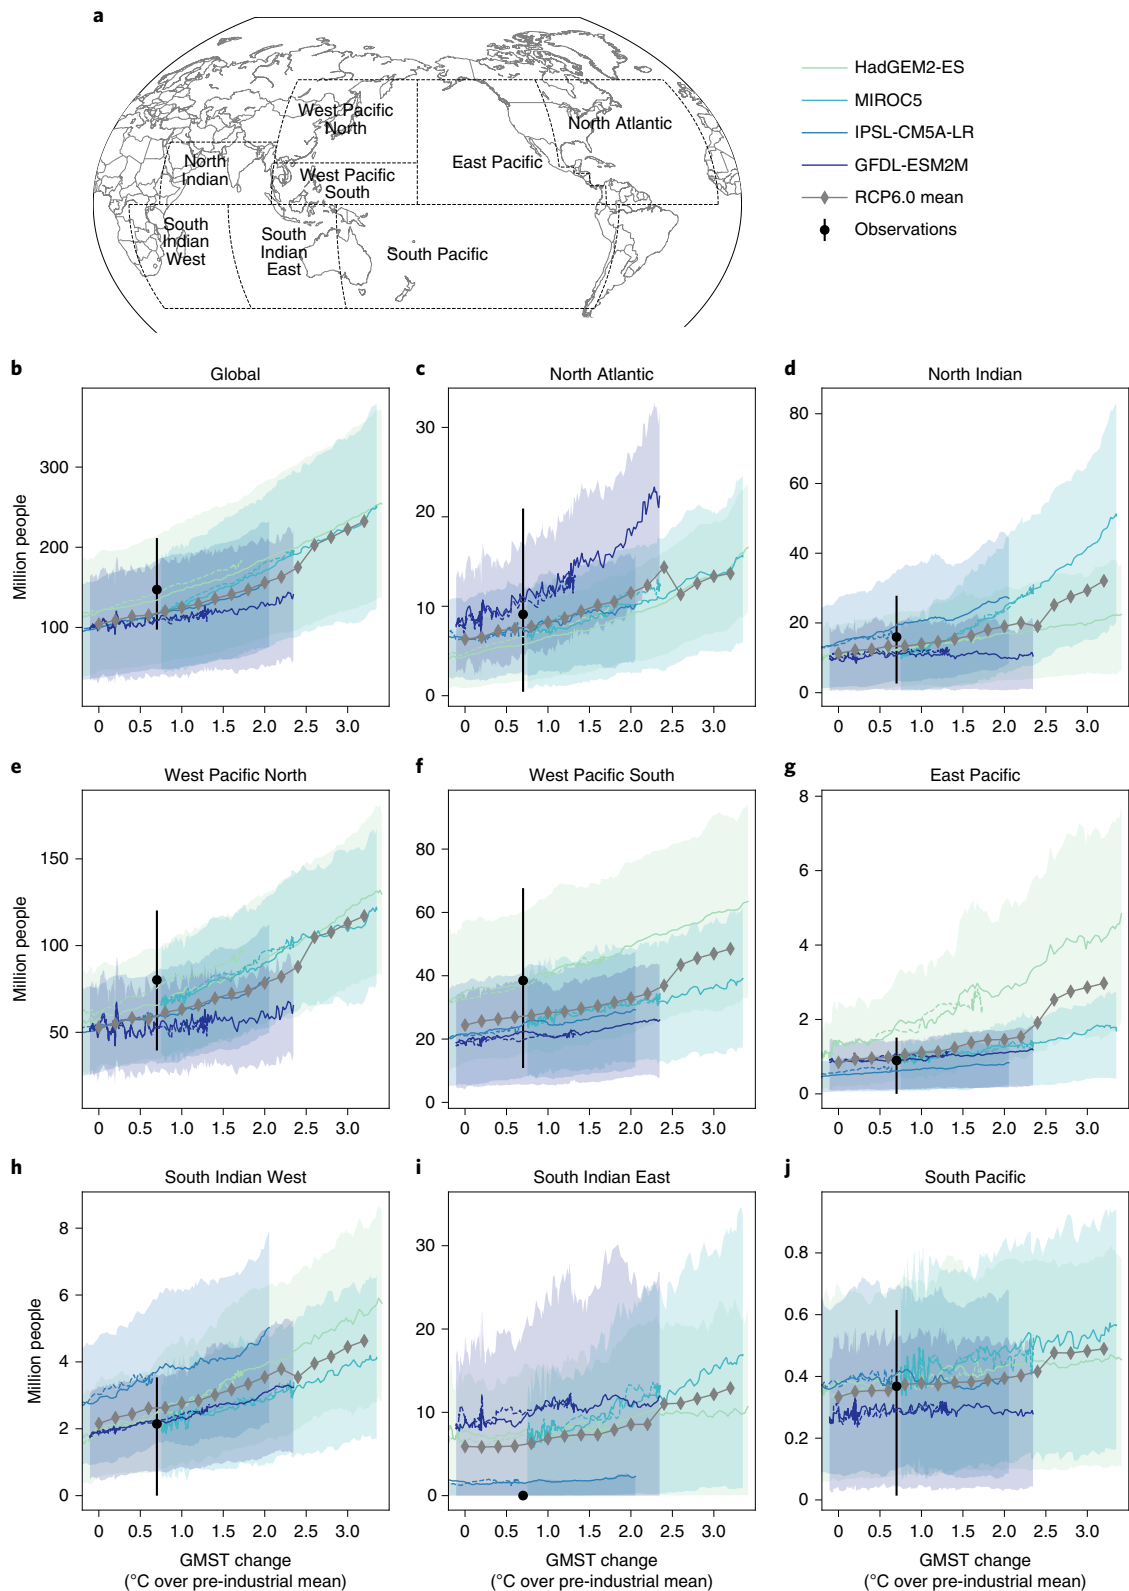 a
West Pacific
North
North Atlantic
North
Indian
East Pacific
West Pacific
South
South
Indian
West
South
Indian
East
South Pacific
HadGEM2-ES
MIROC5
IPSL-CM5A-LR
GFDL-ESM2M
RCP6.0 mean
Observations
b
Global
Million people
300
200
100
0 0.5 1.0 1.5 2.0 2.5 3.0
c
North Atlantic
30
20
10
0
0 0.5 1.0 1.5 2.0 2.5 3.0
d
North Indian
80
60
40
20
0
0 0.5 1.0 1.5 2.0 2.5 3.0
e
West Pacific North
Million people
150
100
50
0 0.5 1.0 1.5 2.0 2.5 3.0
f
West Pacific South
80
60
40
20
0
0 0.5 1.0 1.5 2.0 2.5 3.0
g
East Pacific
8
6
4
2
0
0 0.5 1.0 1.5 2.0 2.5 3.0
h
South Indian West
Million people
8
6
4
2
0
0 0.5 1.0 1.5 2.0 2.5 3.0
GMST change
(°C over pre-industrial mean)
i
South Indian East
30
20
10
0
0 0.5 1.0 1.5 2.0 2.5 3.0
GMST change
(°C over pre-industrial mean)
j
South Pacific
0.8
0.6
0.4
0.2
0
0 0.5 1.0 1.5 2.0 2.5 3.0
GMST change
(°C over pre-industrial mean)